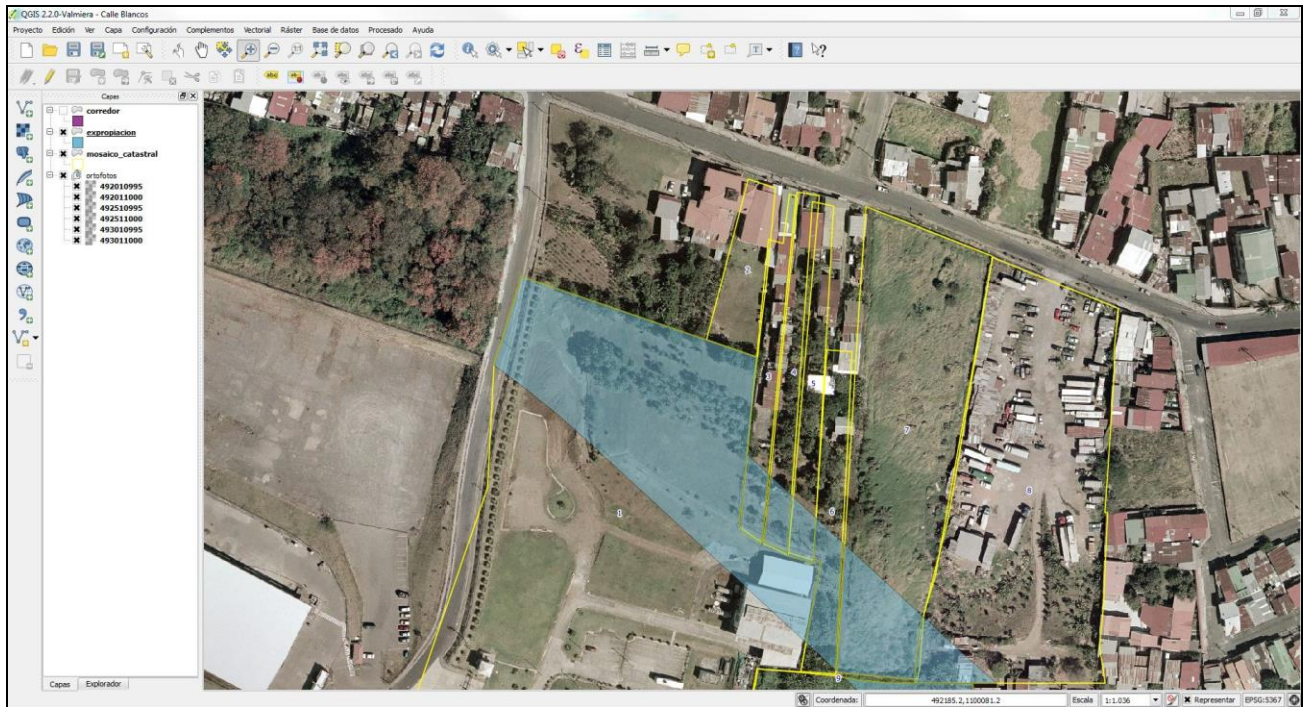 QGIS 2.2.0-Valmiera - Calle Blancos
Proyecto Edición Ver Capa Configuración Complementos Vectorial Ráster Base de datos Procesado Ayuda
Capas
corredor
expropiacion
mosaico_catastral
ortofotos
492010995
492011000
492510995
492511000
493010995
493011000
2
3
4
5
7
8
6
1
9
Capas Explorador
Coordenada: 492185.2,1100081.2 Escala 1:1.036 Representar EPSG:5367